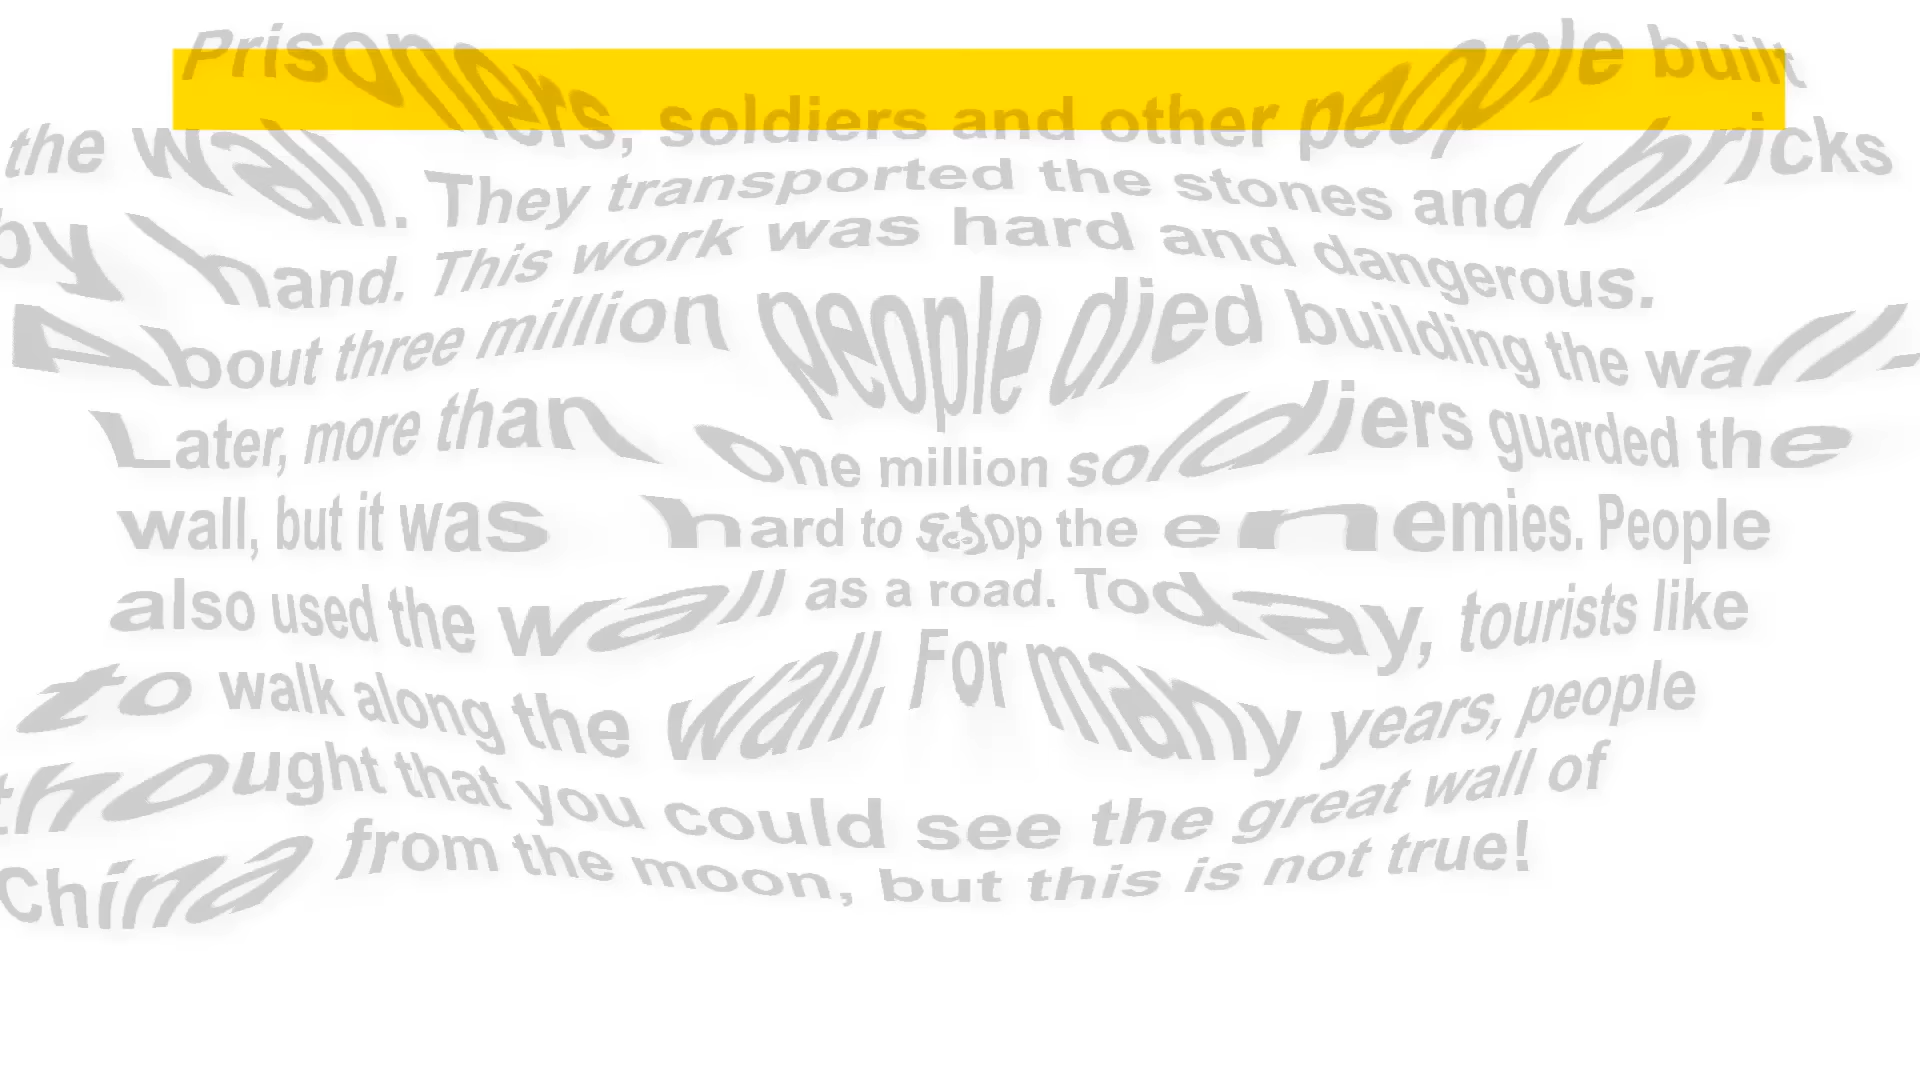 Prisoners, soldiers and other people built
the wall. They transported the stones and bricks
by hand. This work was hard and dangerous.
About three million people died building the wall.
Later, more than one million soldiers guarded the
wall, but it was hard to stop the enemies. People
also used the wall as a road. Today, tourists like
to walk along the wall. For many years, people
thought that you could see the great wall of
China from the moon, but this is not true!